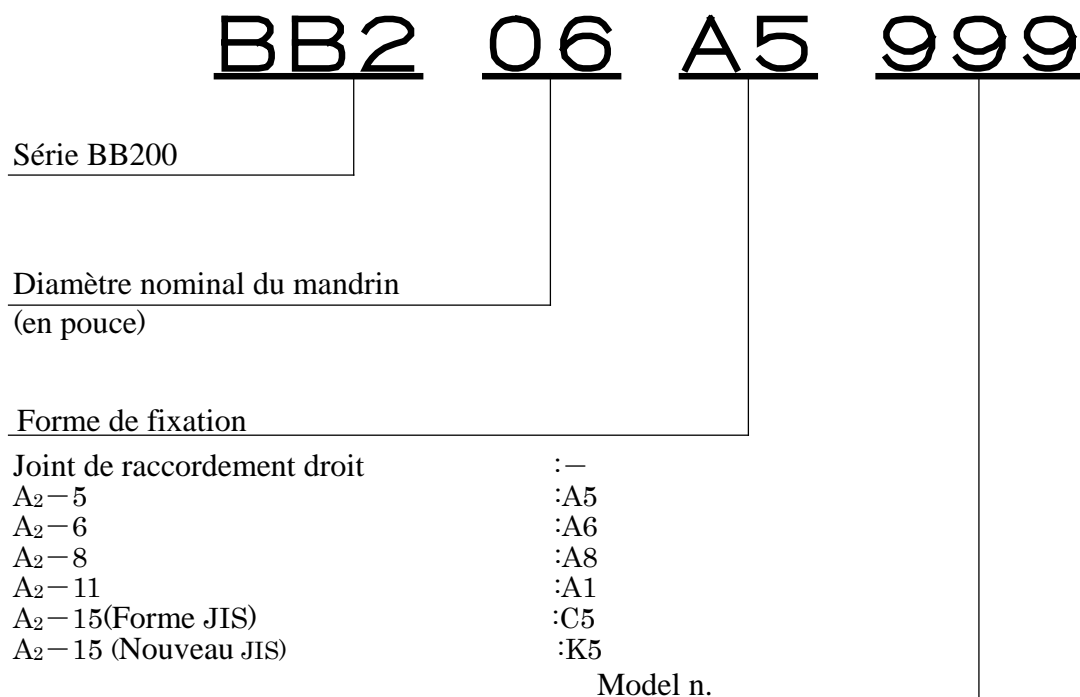 BB2 06 A5 999
Série BB200
Diamètre nominal du mandrin
(en pouce)
Forme de fixation
Joint de raccordement droit :－
A₂－5 :A5
A₂－6 :A6
A₂－8 :A8
A₂－11 :A1
A₂－15(Forme JIS) :C5
A₂－15 (Nouveau JIS) :K5
Model n.